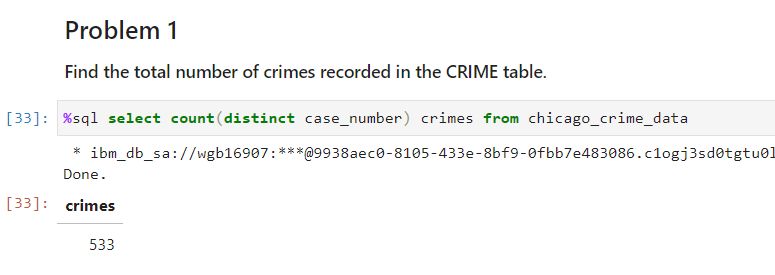 Problem 1
Find the total number of crimes recorded in the CRIME table.
[33]: %sql select count(distinct case_number) crimes from chicago_crime_data
* ibm_db_sa://wgb16907:***@9938aec0-8105-433e-8bf9-0fbb7e483086.c1ogj3sd0tgtu0l
Done.
[33]: crimes
533